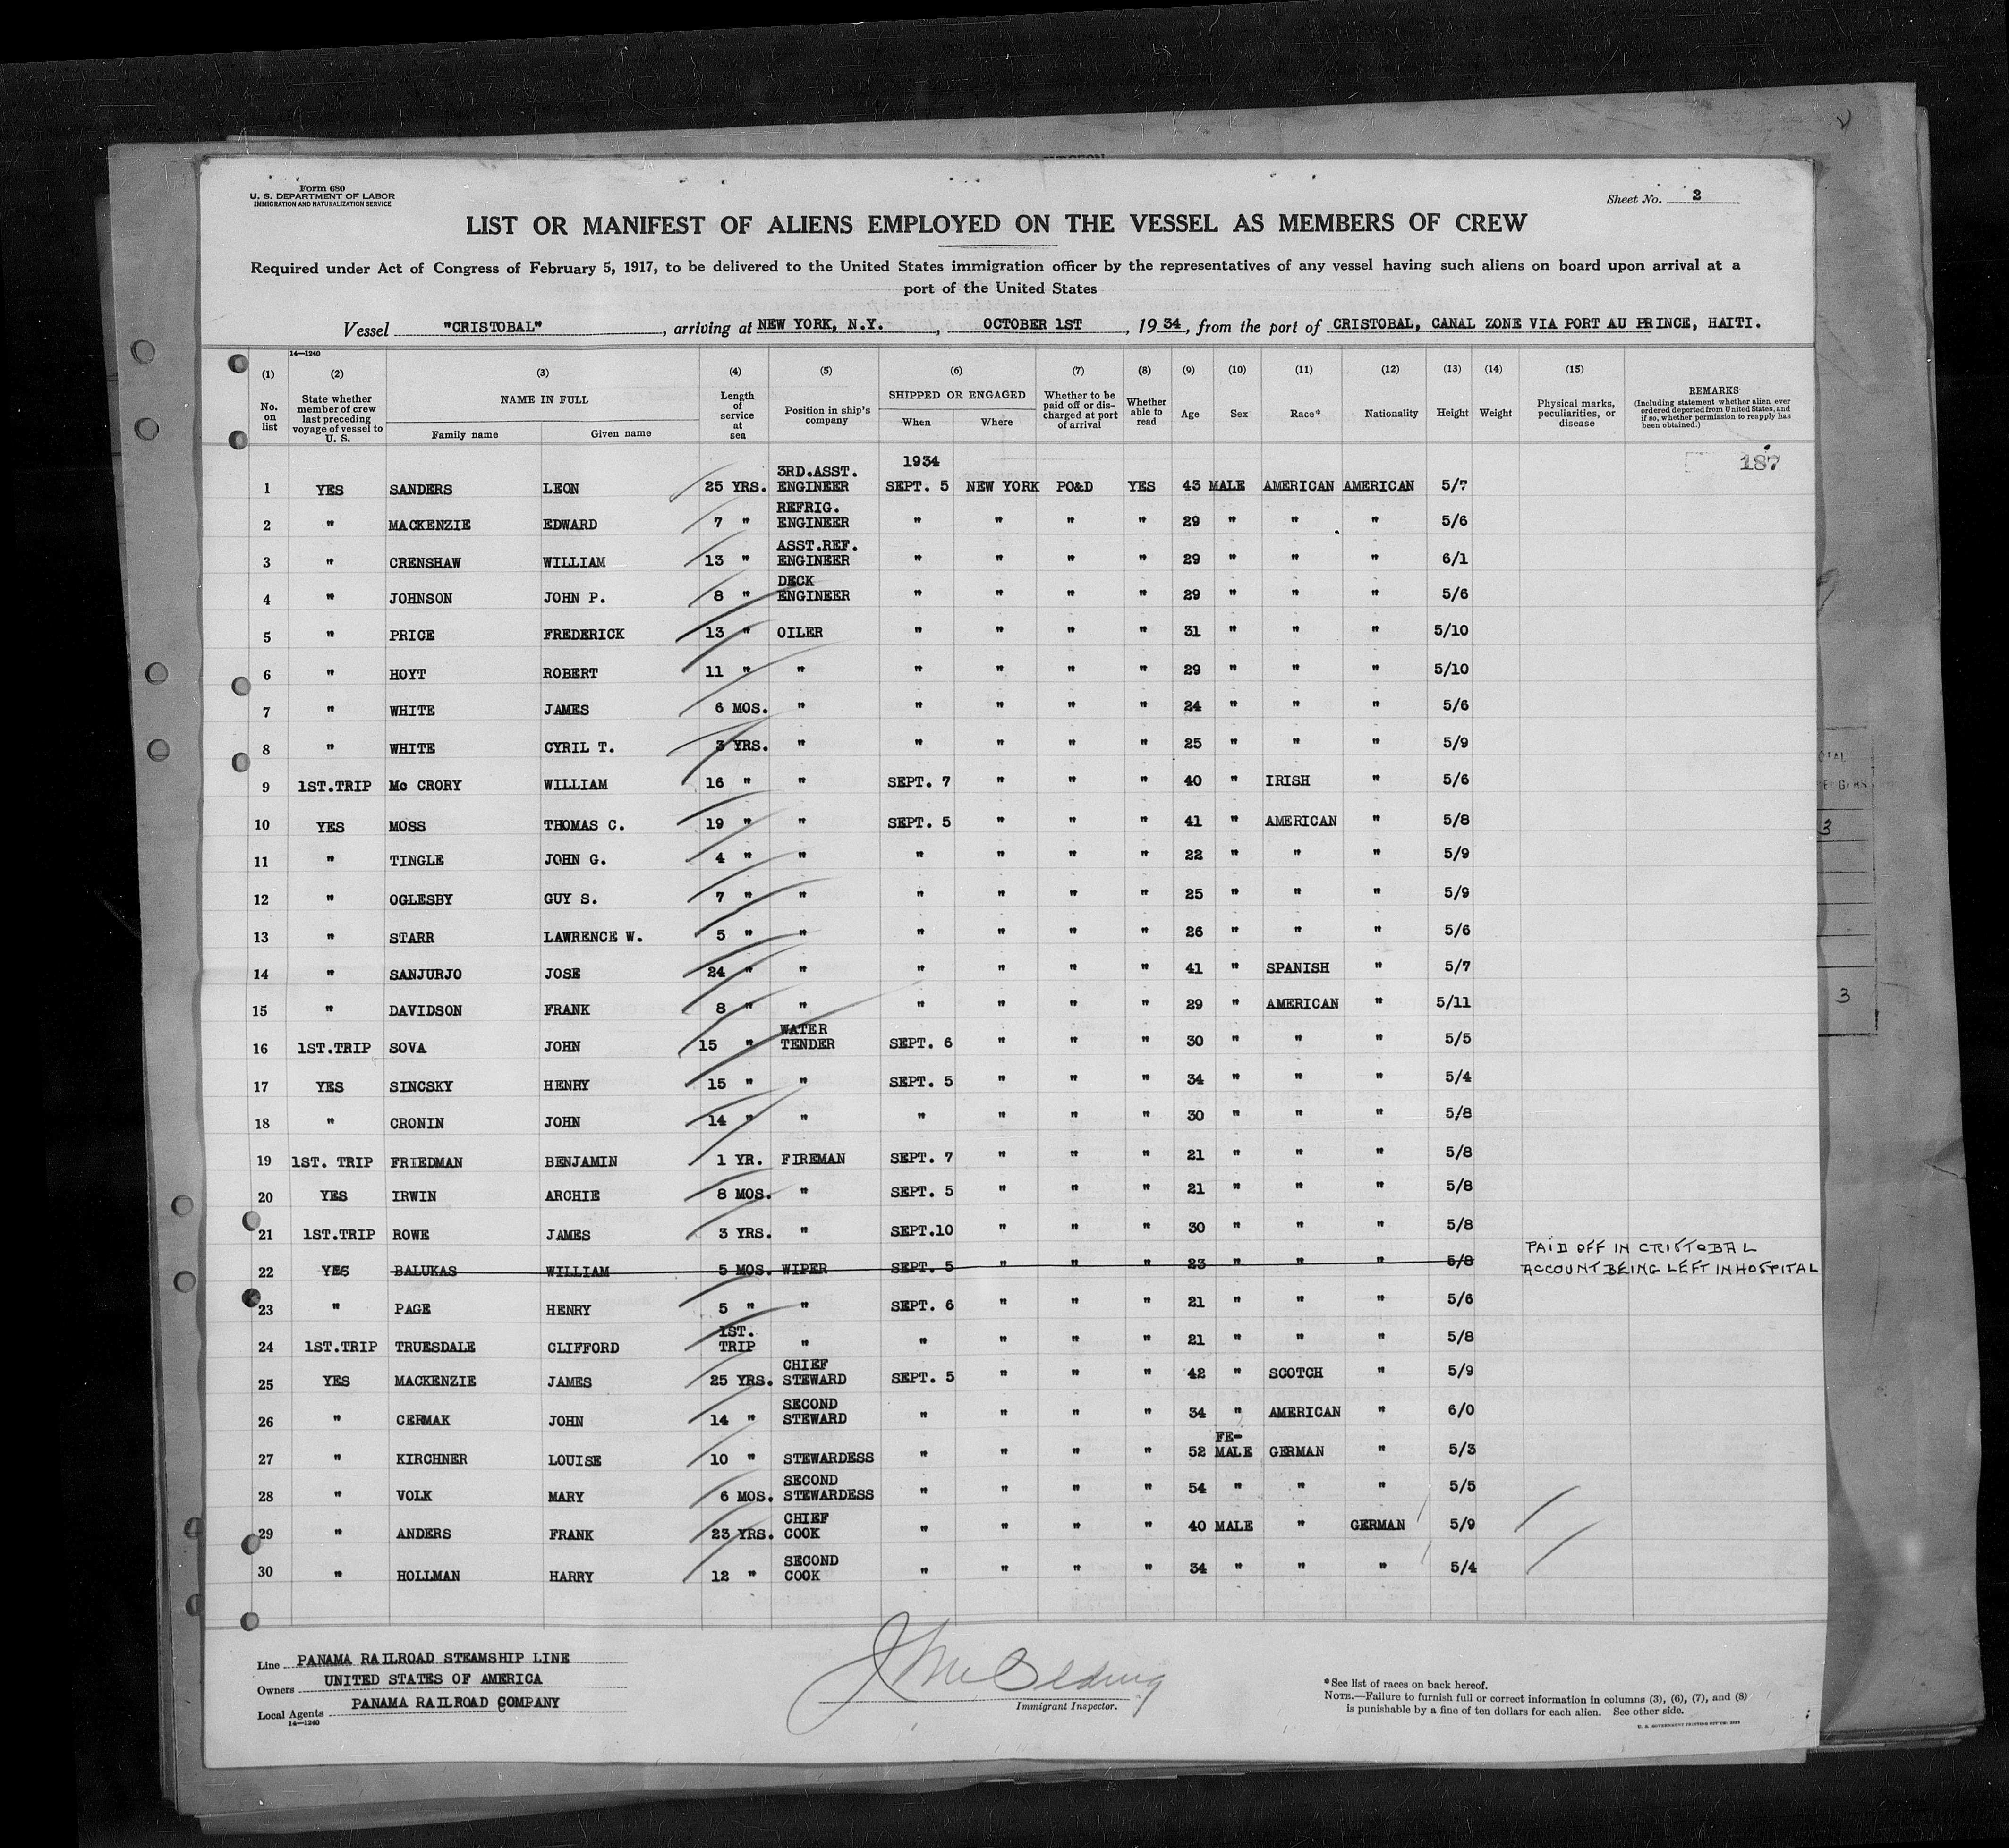 Form 680
U. S. DEPARTMENT OF LABOR
IMMIGRATION AND NATURALIZATION SERVICE
Sheet No. 2
LIST OR MANIFEST OF ALIENS EMPLOYED ON THE VESSEL AS MEMBERS OF CREW
Required under Act of Congress of February 5, 1917, to be delivered to the United States immigration officer by the representatives of any vessel having such aliens on board upon arrival at a
port of the United States
Vessel "CRISTOBAL", arriving at NEW YORK, N.Y., OCTOBER 1ST, 1934, from the port of CRISTOBAL, CANAL ZONE VIA PORT AU PRINCE, HAITI.
14—1240
(1) (2) (3) (4) (5) (6) (7) (8) (9) (10) (11) (12) (13) (14) (15)
No. on list
State whether member of crew last preceding voyage of vessel to U. S.
NAME IN FULL
Family name Given name
Length of service at sea
Position in ship's company
SHIPPED OR ENGAGED
When Where
Whether to be paid off or discharged at port of arrival
Whether able to read
Age Sex Race* Nationality Height Weight
Physical marks, peculiarities, or disease
REMARKS
(Including statement whether alien ever ordered deported from United States, and if so, whether permission to reapply has been obtained.)
1934
187
1 YES SANDERS LEON 25 YRS. 3RD.ASST. ENGINEER SEPT. 5 NEW YORK PO&D YES 43 MALE AMERICAN AMERICAN 5/7
2 " MACKENZIE EDWARD 7 " REFRIG. ENGINEER " " " " 29 " " " 5/6
3 " CRENSHAW WILLIAM 13 " ASST.REF. ENGINEER " " " " 29 " " " 6/1
4 " JOHNSON JOHN P. 8 " DECK ENGINEER " " " " 29 " " " 5/6
5 " PRICE FREDERICK 13 " OILER " " " " 31 " " " 5/10
6 " HOYT ROBERT 11 " " " " " " 29 " " " 5/10
7 " WHITE JAMES 6 MOS. " " " " " 24 " " " 5/6
8 " WHITE CYRIL T. 3 YRS. " " " " " 25 " " " 5/9
9 1ST.TRIP Mc CRORY WILLIAM 16 " " SEPT. 7 " " " 40 " IRISH " 5/6
10 YES MOSS THOMAS C. 19 " " SEPT. 5 " " " 41 " AMERICAN " 5/8
11 " TINGLE JOHN G. 4 " " " " " " 22 " " " 5/9
12 " OGLESBY GUY S. 7 " " " " " " 25 " " " 5/9
13 " STARR LAWRENCE W. 5 " " " " " " 26 " " " 5/6
14 " SANJURJO JOSE 24 " " " " " " 41 " SPANISH " 5/7
15 " DAVIDSON FRANK 8 " " " " " " 29 " AMERICAN " 5/11
16 1ST.TRIP SOVA JOHN 15 " WATER TENDER SEPT. 6 " " " 30 " " " 5/5
17 YES SINCSKY HENRY 15 " " SEPT. 5 " " " 34 " " " 5/4
18 " CRONIN JOHN 14 " " " " " " 30 " " " 5/8
19 1ST. TRIP FRIEDMAN BENJAMIN 1 YR. FIREMAN SEPT. 7 " " " 21 " " " 5/8
20 YES IRWIN ARCHIE 8 MOS. " SEPT. 5 " " " 21 " " " 5/8
21 1ST.TRIP ROWE JAMES 3 YRS. " SEPT.10 " " " 30 " " " 5/8
22 YES BALUKAS WILLIAM 5 MOS. WIPER SEPT. 5 " " " 23 " " " 5/8 PAID OFF IN CRISTOBAL ACCOUNT BEING LEFT IN HOSPITAL
23 " PAGE HENRY 5 " " SEPT. 6 " " " 21 " " " 5/6
24 1ST.TRIP TRUESDALE CLIFFORD 1ST. TRIP " " " " " 21 " " " 5/8
25 YES MACKENZIE JAMES 25 YRS. CHIEF STEWARD SEPT. 5 " " " 42 " SCOTCH " 5/9
26 " CERMAK JOHN 14 " SECOND STEWARD " " " " 34 " AMERICAN " 6/0
27 " KIRCHNER LOUISE 10 " STEWARDESS " " " " 52 FE- MALE GERMAN " 5/3
28 " VOLK MARY 6 MOS. SECOND STEWARDESS " " " " 54 " " " 5/5
29 " ANDERS FRANK 23 YRS. CHIEF COOK " " " " 40 MALE " GERMAN 5/9
30 " HOLLMAN HARRY 12 " SECOND COOK " " " " 34 " " " 5/4
Line PANAMA RAILROAD STEAMSHIP LINE
Owners UNITED STATES OF AMERICA
Local Agents PANAMA RAILROAD COMPANY
14—1240
Immigrant Inspector.
*See list of races on back hereof.
NOTE.—Failure to furnish full or correct information in columns (3), (6), (7), and (8)
is punishable by a fine of ten dollars for each alien. See other side.
3
3